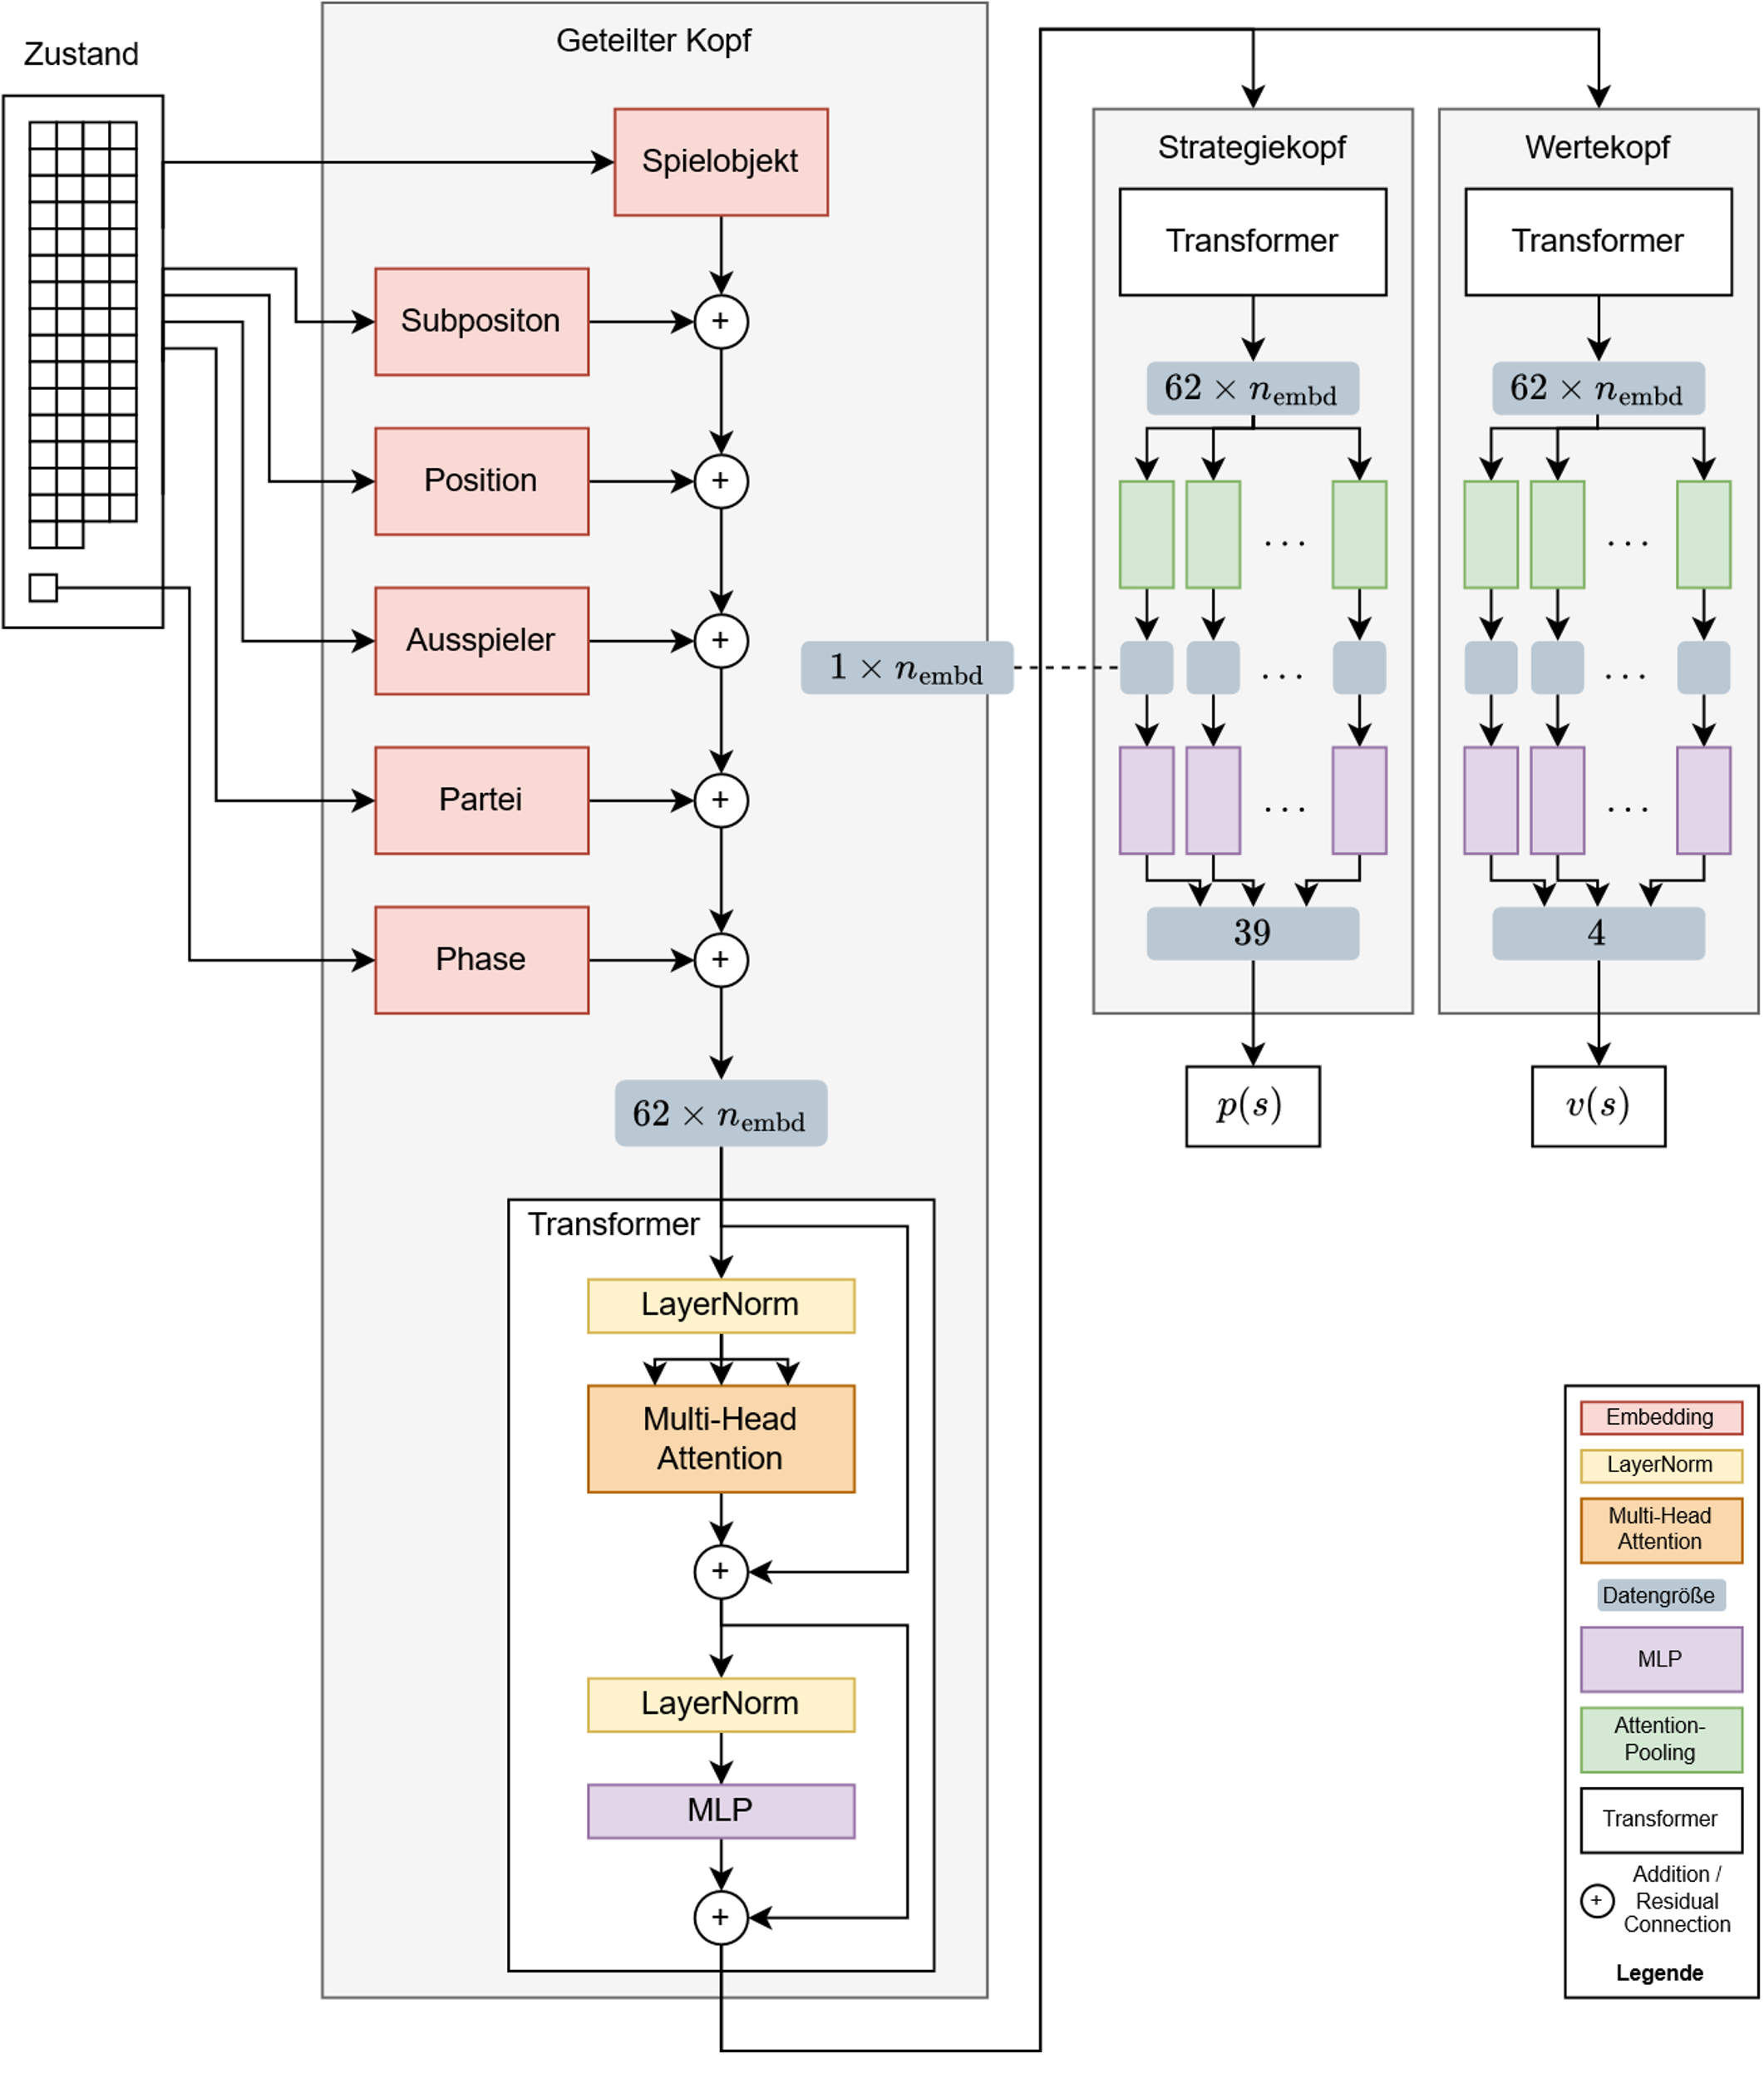 Zustand
Geteilter Kopf
Spielobjekt
Subpositon
+
Position
+
Ausspieler
+
Partei
+
Phase
+
62 × n_embd
Transformer
LayerNorm
Multi-Head
Attention
+
LayerNorm
MLP
+
Strategiekopf
Transformer
62 × n_embd
...
1 × n_embd
...
...
39
p(s)
Wertekopf
Transformer
62 × n_embd
...
...
...
4
v(s)
Embedding
LayerNorm
Multi-Head
Attention
Datengröße
MLP
Attention-
Pooling
Transformer
+
Addition /
Residual
Connection
Legende